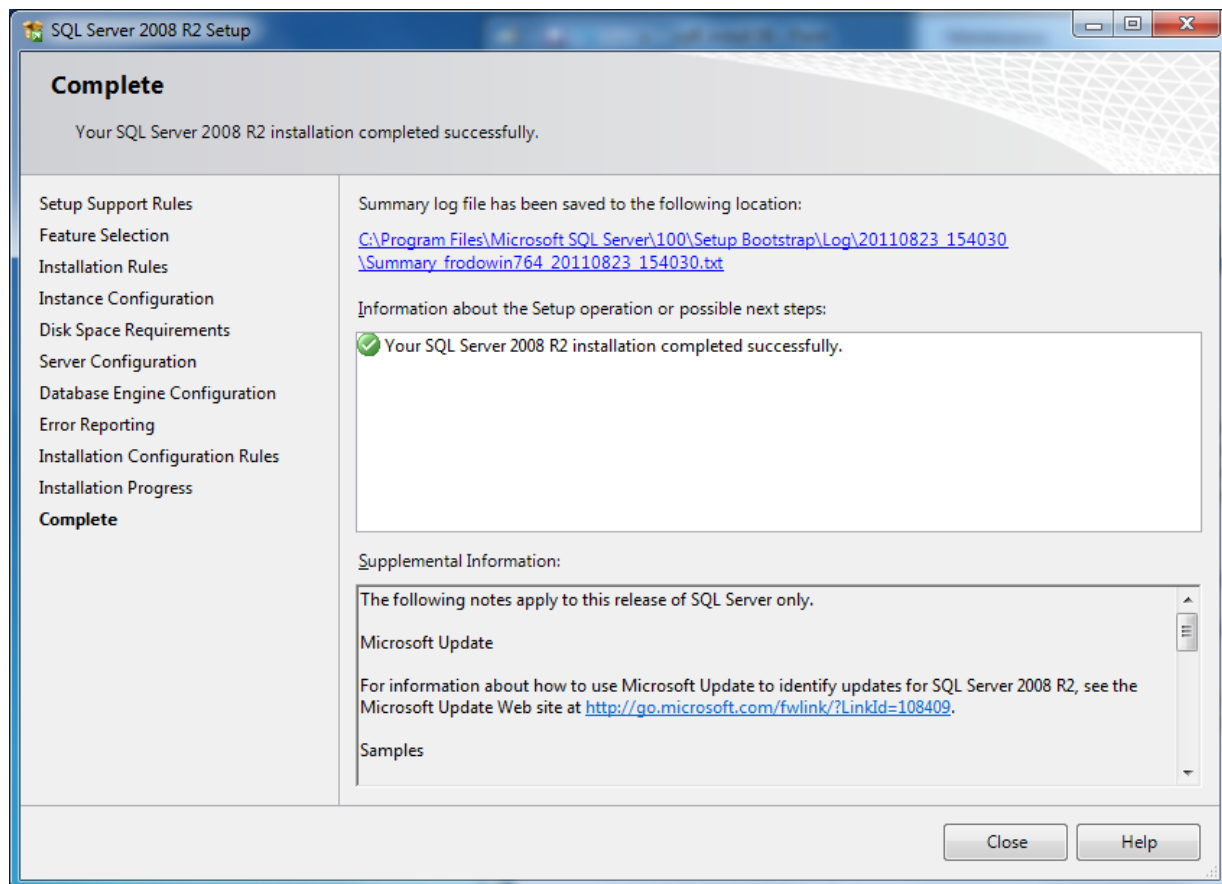 SQL Server 2008 R2 Setup
Complete
Your SQL Server 2008 R2 installation completed successfully.
Setup Support Rules
Feature Selection
Installation Rules
Instance Configuration
Disk Space Requirements
Server Configuration
Database Engine Configuration
Error Reporting
Installation Configuration Rules
Installation Progress
Complete
Summary log file has been saved to the following location:
C:\Program Files\Microsoft SQL Server\100\Setup Bootstrap\Log\20110823_154030
\Summary_frodowin764_20110823_154030.txt
Information about the Setup operation or possible next steps:
Your SQL Server 2008 R2 installation completed successfully.
Supplemental Information:
The following notes apply to this release of SQL Server only.
Microsoft Update
For information about how to use Microsoft Update to identify updates for SQL Server 2008 R2, see the
Microsoft Update Web site at http://go.microsoft.com/fwlink/?LinkId=108409.
Samples
Close
Help